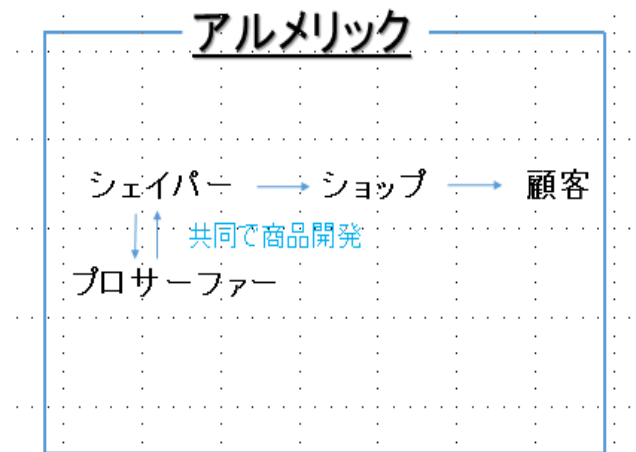 アルメリック
シェイパー → ショップ → 顧客
共同で商品開発
プロサーファー